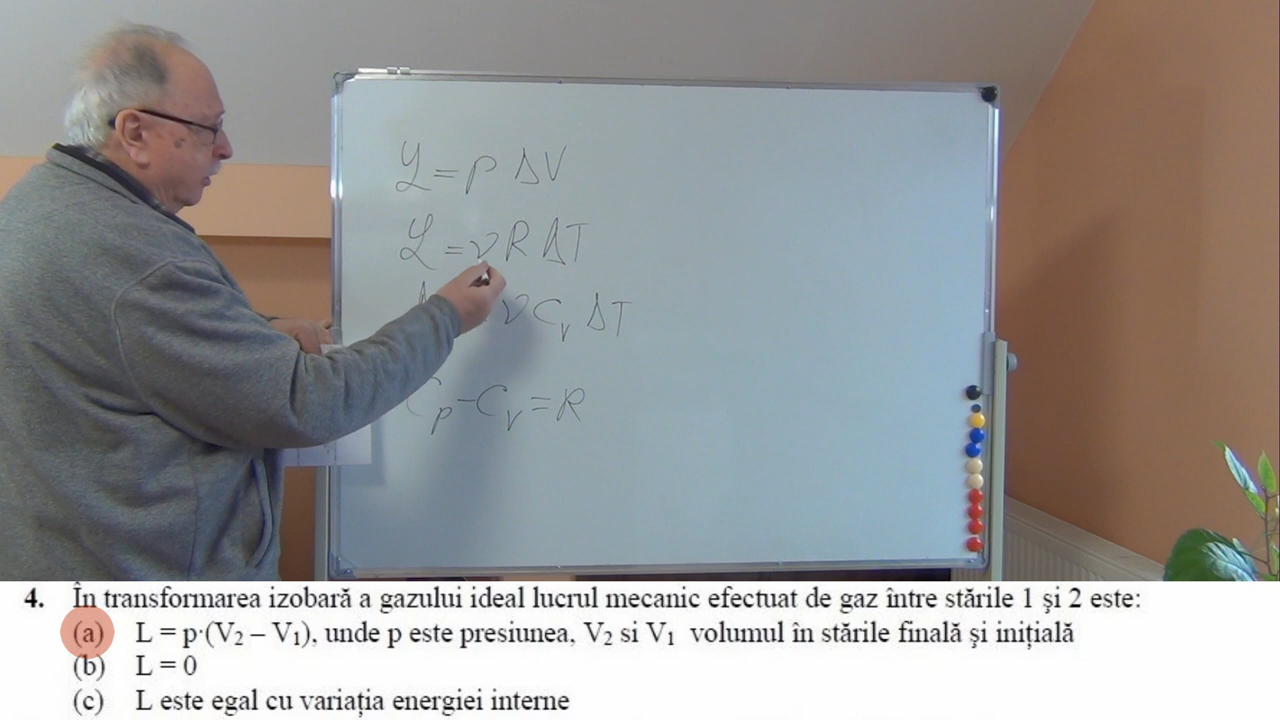 L = p ΔV
L = ν R ΔT
ν C_v ΔT
C_p - C_v = R
4. În transformarea izobară a gazului ideal lucrul mecanic efectuat de gaz între stările 1 şi 2 este:
(a) L = p·(V₂ – V₁), unde p este presiunea, V₂ si V₁ volumul în stările finală şi iniţială
(b) L = 0
(c) L este egal cu variaţia energiei interne